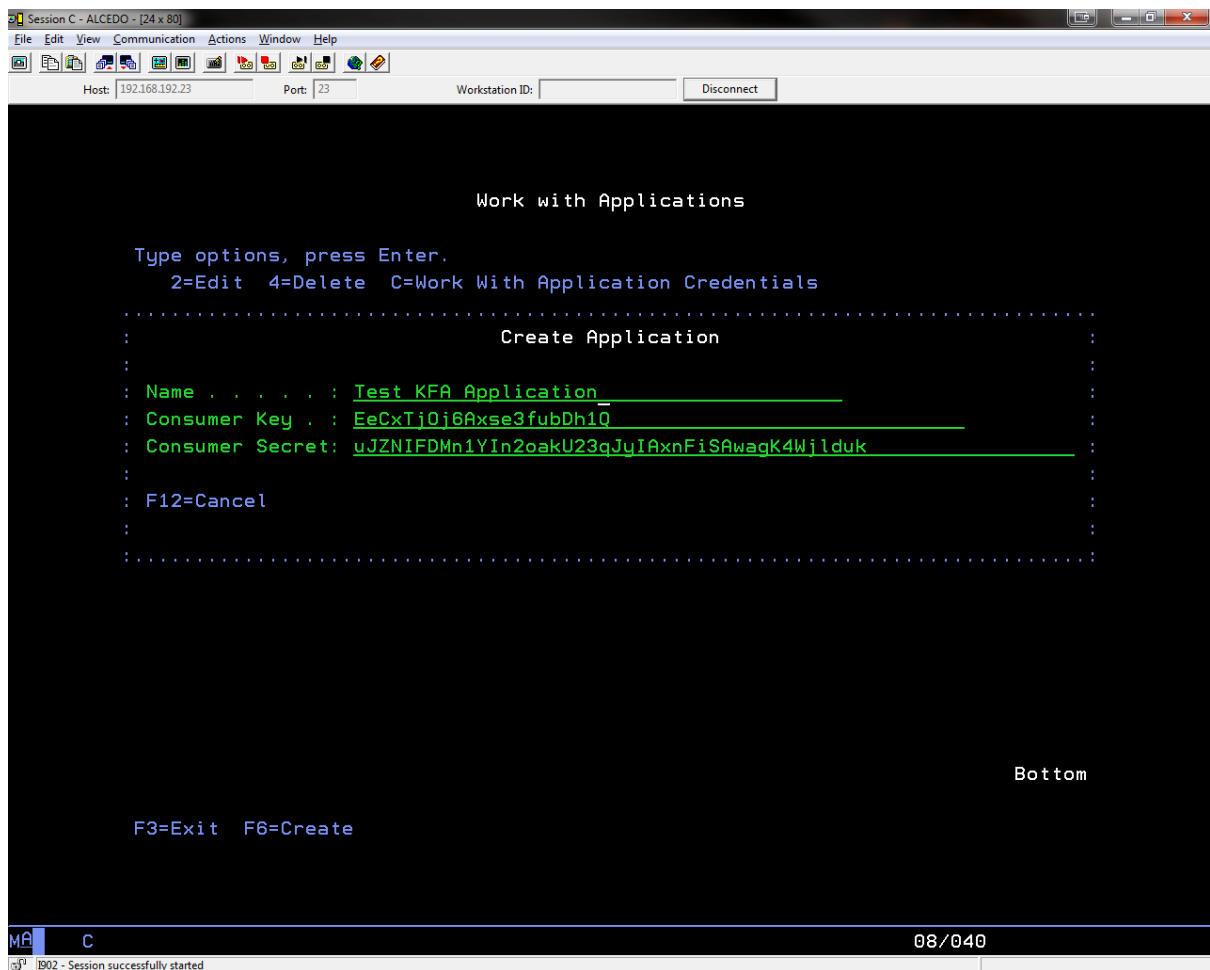 Session C - ALCEDO - [24 x 80]
File Edit View Communication Actions Window Help
Host: 192.168.192.23 Port: 23 Workstation ID: Disconnect
Work with Applications
Type options, press Enter.
2=Edit 4=Delete C=Work With Application Credentials
Create Application
Name . . . . . : Test KFA Application
Consumer Key . : EeCxTjOj6Axse3fubDh1Q
Consumer Secret: uJZNIFDMn1YIn2oakU23qJyIAxnFiSAwagK4Wjlduk
F12=Cancel
Bottom
F3=Exit F6=Create
MA C 08/040
I902 - Session successfully started